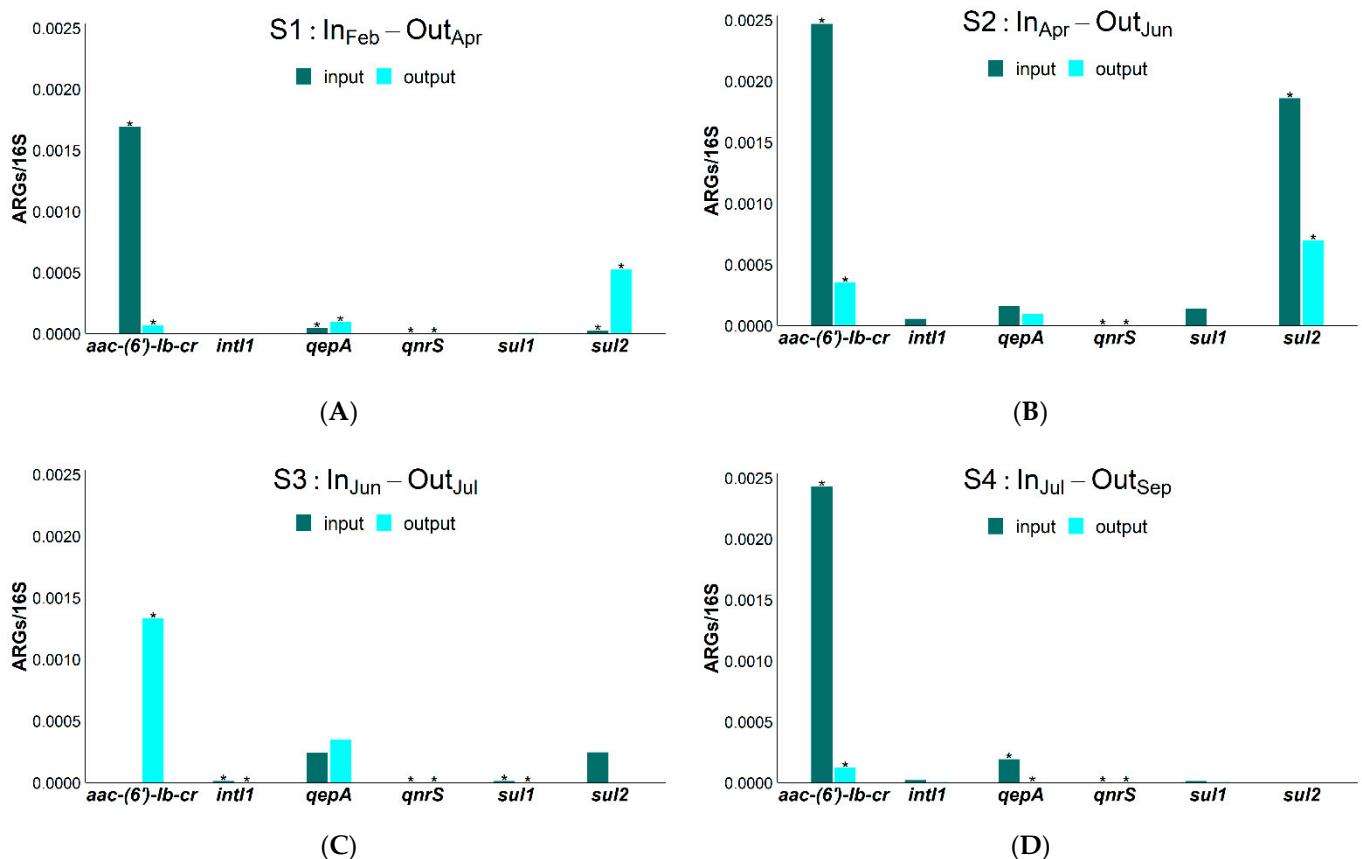 S1 : InFeb – OutApr
input output
ARGs/16S
0.0025
0.0020
0.0015
0.0010
0.0005
0.0000
* * * * * * * *
aac-(6')-Ib-cr intI1 qepA qnrS sul1 sul2
(A)
S2 : InApr – OutJun
input output
ARGs/16S
0.0025
0.0020
0.0015
0.0010
0.0005
0.0000
* * * * * *
aac-(6')-Ib-cr intI1 qepA qnrS sul1 sul2
(B)
S3 : InJun – OutJul
input output
ARGs/16S
0.0025
0.0020
0.0015
0.0010
0.0005
0.0000
* * * * * * *
aac-(6')-Ib-cr intI1 qepA qnrS sul1 sul2
(C)
S4 : InJul – OutSep
input output
ARGs/16S
0.0025
0.0020
0.0015
0.0010
0.0005
0.0000
* * * * * *
aac-(6')-Ib-cr intI1 qepA qnrS sul1 sul2
(D)